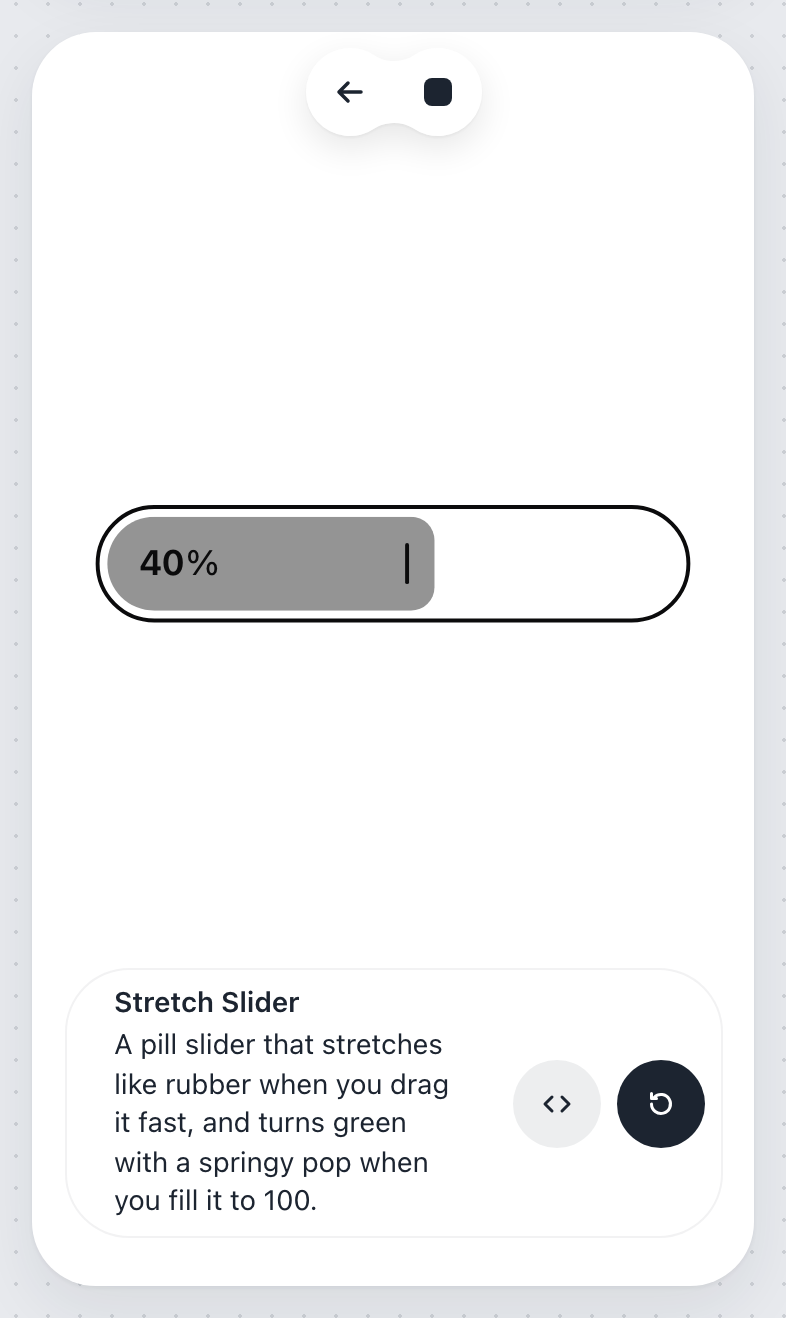 40%
Stretch Slider
A pill slider that stretches
like rubber when you drag
it fast, and turns green
with a springy pop when
you fill it to 100.